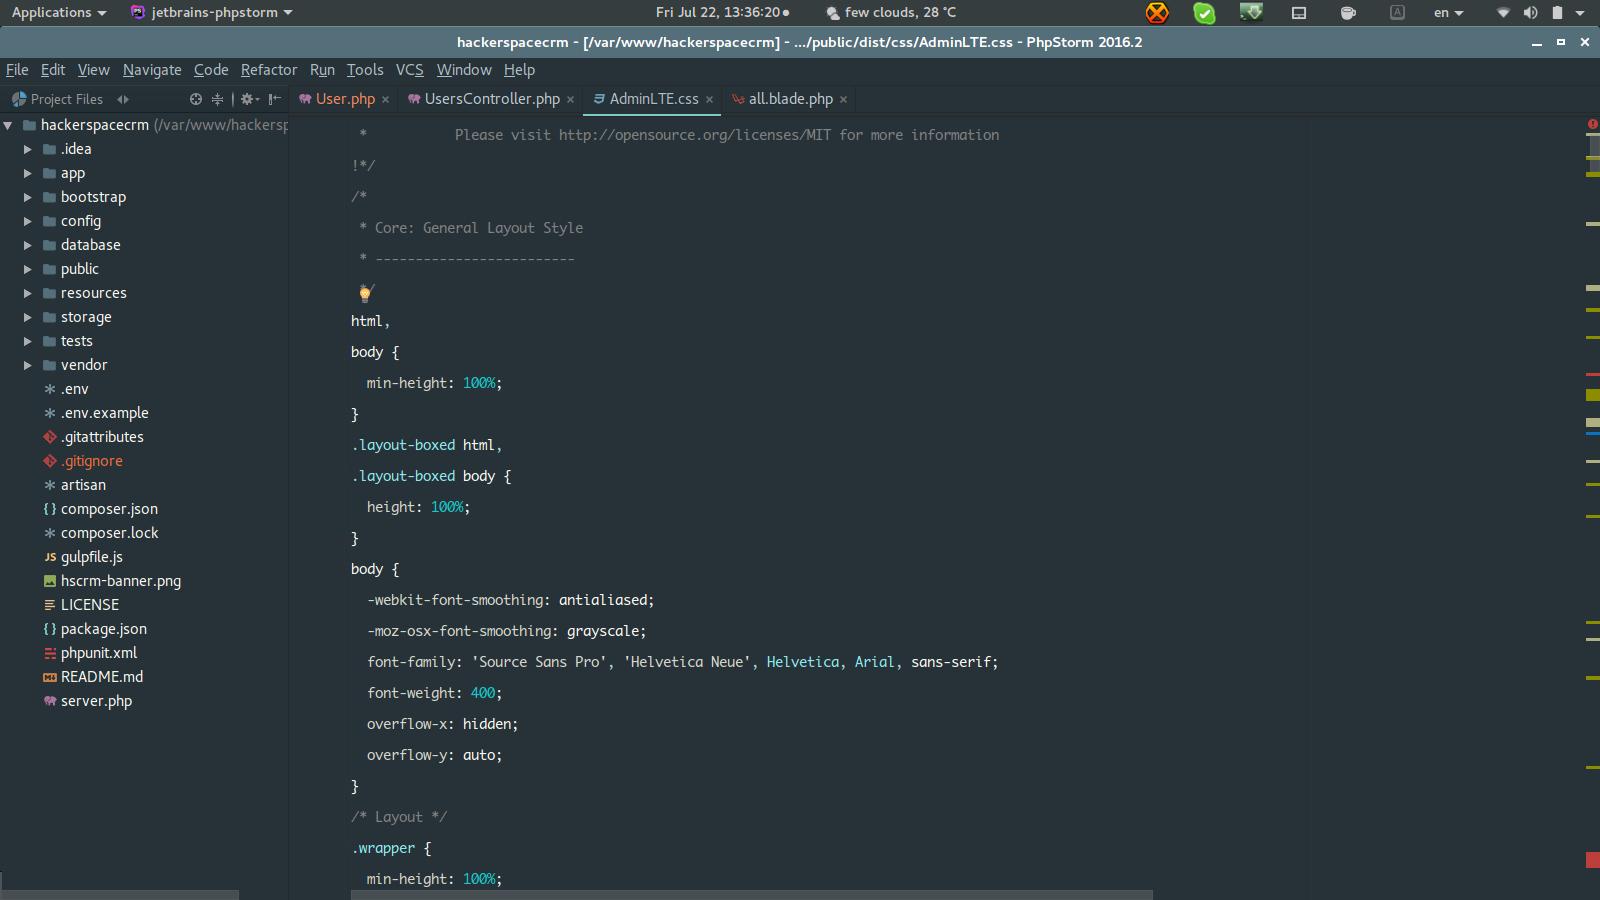 Applications jetbrains-phpstorm Fri Jul 22, 13:36:20 few clouds, 28 °C A en
hackerspacecrm - [/var/www/hackerspacecrm] - .../public/dist/css/AdminLTE.css - PhpStorm 2016.2
File Edit View Navigate Code Refactor Run Tools VCS Window Help
Project Files User.php UsersController.php AdminLTE.css all.blade.php
hackerspacecrm (/var/www/hackersp
.idea
app
bootstrap
config
database
public
resources
storage
tests
vendor
.env
.env.example
.gitattributes
.gitignore
artisan
composer.json
composer.lock
JS gulpfile.js
hscrm-banner.png
LICENSE
package.json
phpunit.xml
README.md
server.php
* Please visit http://opensource.org/licenses/MIT for more information
!*/
/*
* Core: General Layout Style
* -------------------------
*/
html,
body {
min-height: 100%;
}
.layout-boxed html,
.layout-boxed body {
height: 100%;
}
body {
-webkit-font-smoothing: antialiased;
-moz-osx-font-smoothing: grayscale;
font-family: 'Source Sans Pro', 'Helvetica Neue', Helvetica, Arial, sans-serif;
font-weight: 400;
overflow-x: hidden;
overflow-y: auto;
}
/* Layout */
.wrapper {
min-height: 100%;